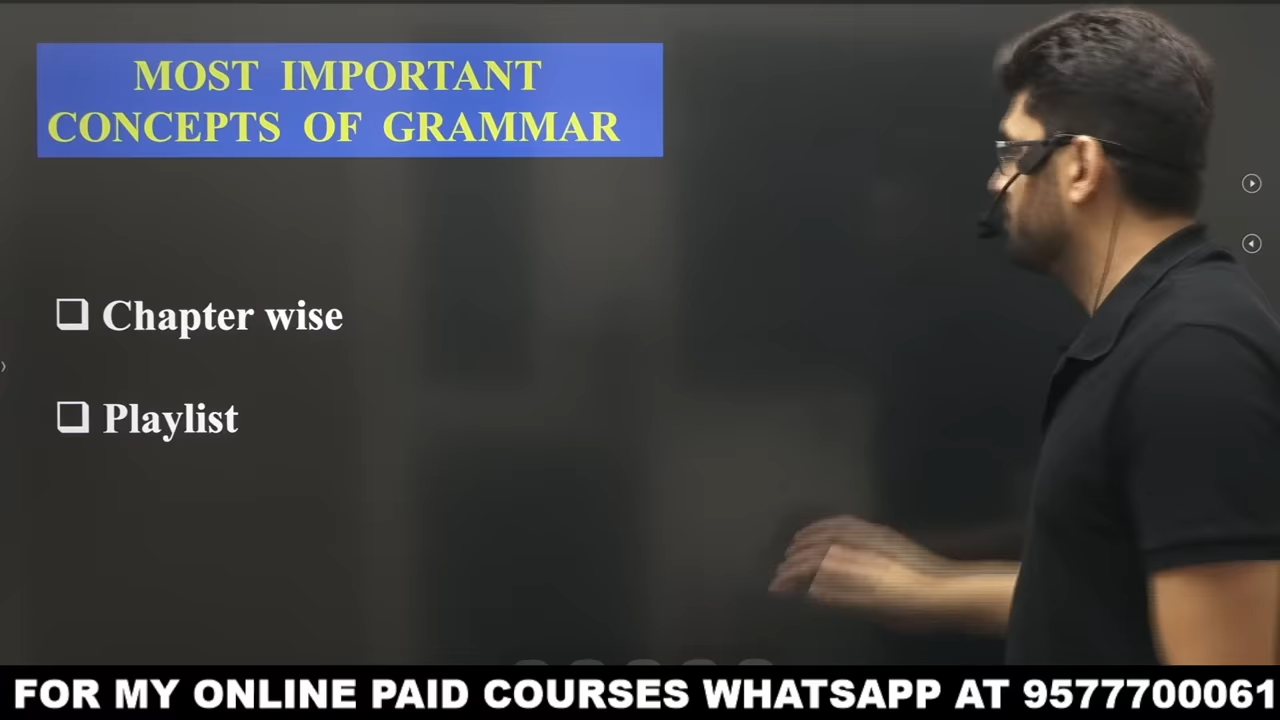 MOST IMPORTANT
CONCEPTS OF GRAMMAR
Chapter wise
Playlist
FOR MY ONLINE PAID COURSES WHATSAPP AT 9577700061